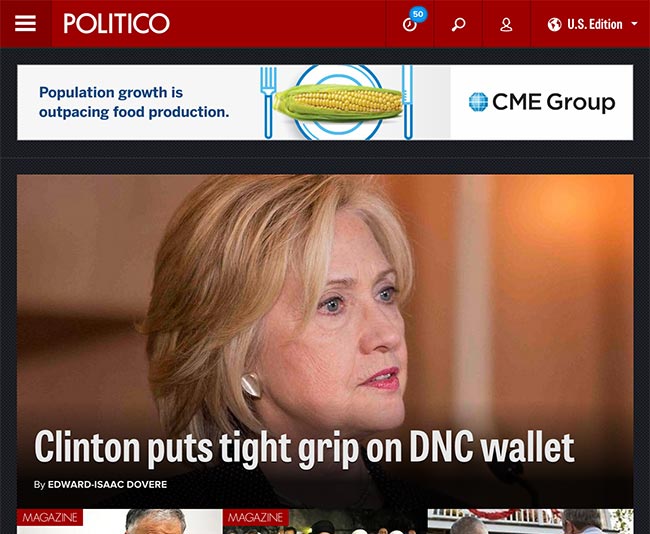 POLITICO
50
U.S. Edition
Population growth is
outpacing food production.
CME Group
Clinton puts tight grip on DNC wallet
By EDWARD-ISAAC DOVERE
MAGAZINE
MAGAZINE